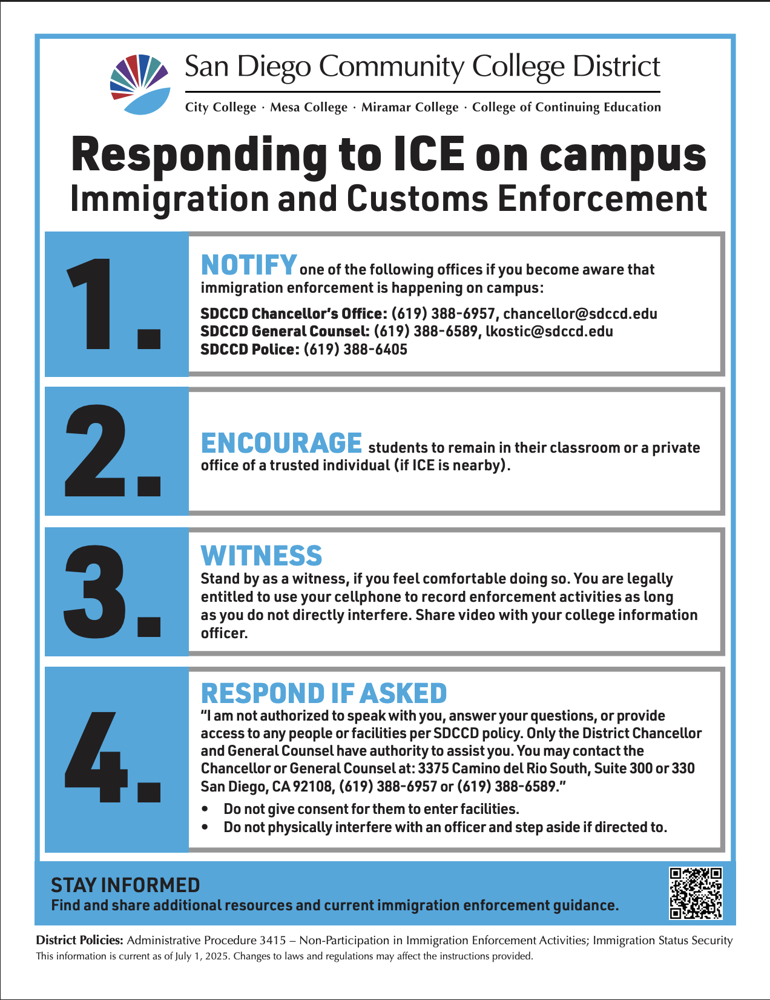 San Diego Community College District
City College · Mesa College · Miramar College · College of Continuing Education
Responding to ICE on campus
Immigration and Customs Enforcement
1.
NOTIFY one of the following offices if you become aware that
immigration enforcement is happening on campus:
SDCCD Chancellor’s Office: (619) 388-6957, chancellor@sdccd.edu
SDCCD General Counsel: (619) 388-6589, lkostic@sdccd.edu
SDCCD Police: (619) 388-6405
2.
ENCOURAGE students to remain in their classroom or a private
office of a trusted individual (if ICE is nearby).
3.
WITNESS
Stand by as a witness, if you feel comfortable doing so. You are legally
entitled to use your cellphone to record enforcement activities as long
as you do not directly interfere. Share video with your college information
officer.
4.
RESPOND IF ASKED
“I am not authorized to speak with you, answer your questions, or provide
access to any people or facilities per SDCCD policy. Only the District Chancellor
and General Counsel have authority to assist you. You may contact the
Chancellor or General Counsel at: 3375 Camino del Rio South, Suite 300 or 330
San Diego, CA 92108, (619) 388-6957 or (619) 388-6589.”
• Do not give consent for them to enter facilities.
• Do not physically interfere with an officer and step aside if directed to.
STAY INFORMED
Find and share additional resources and current immigration enforcement guidance.
District Policies: Administrative Procedure 3415 – Non-Participation in Immigration Enforcement Activities; Immigration Status Security
This information is current as of July 1, 2025. Changes to laws and regulations may affect the instructions provided.